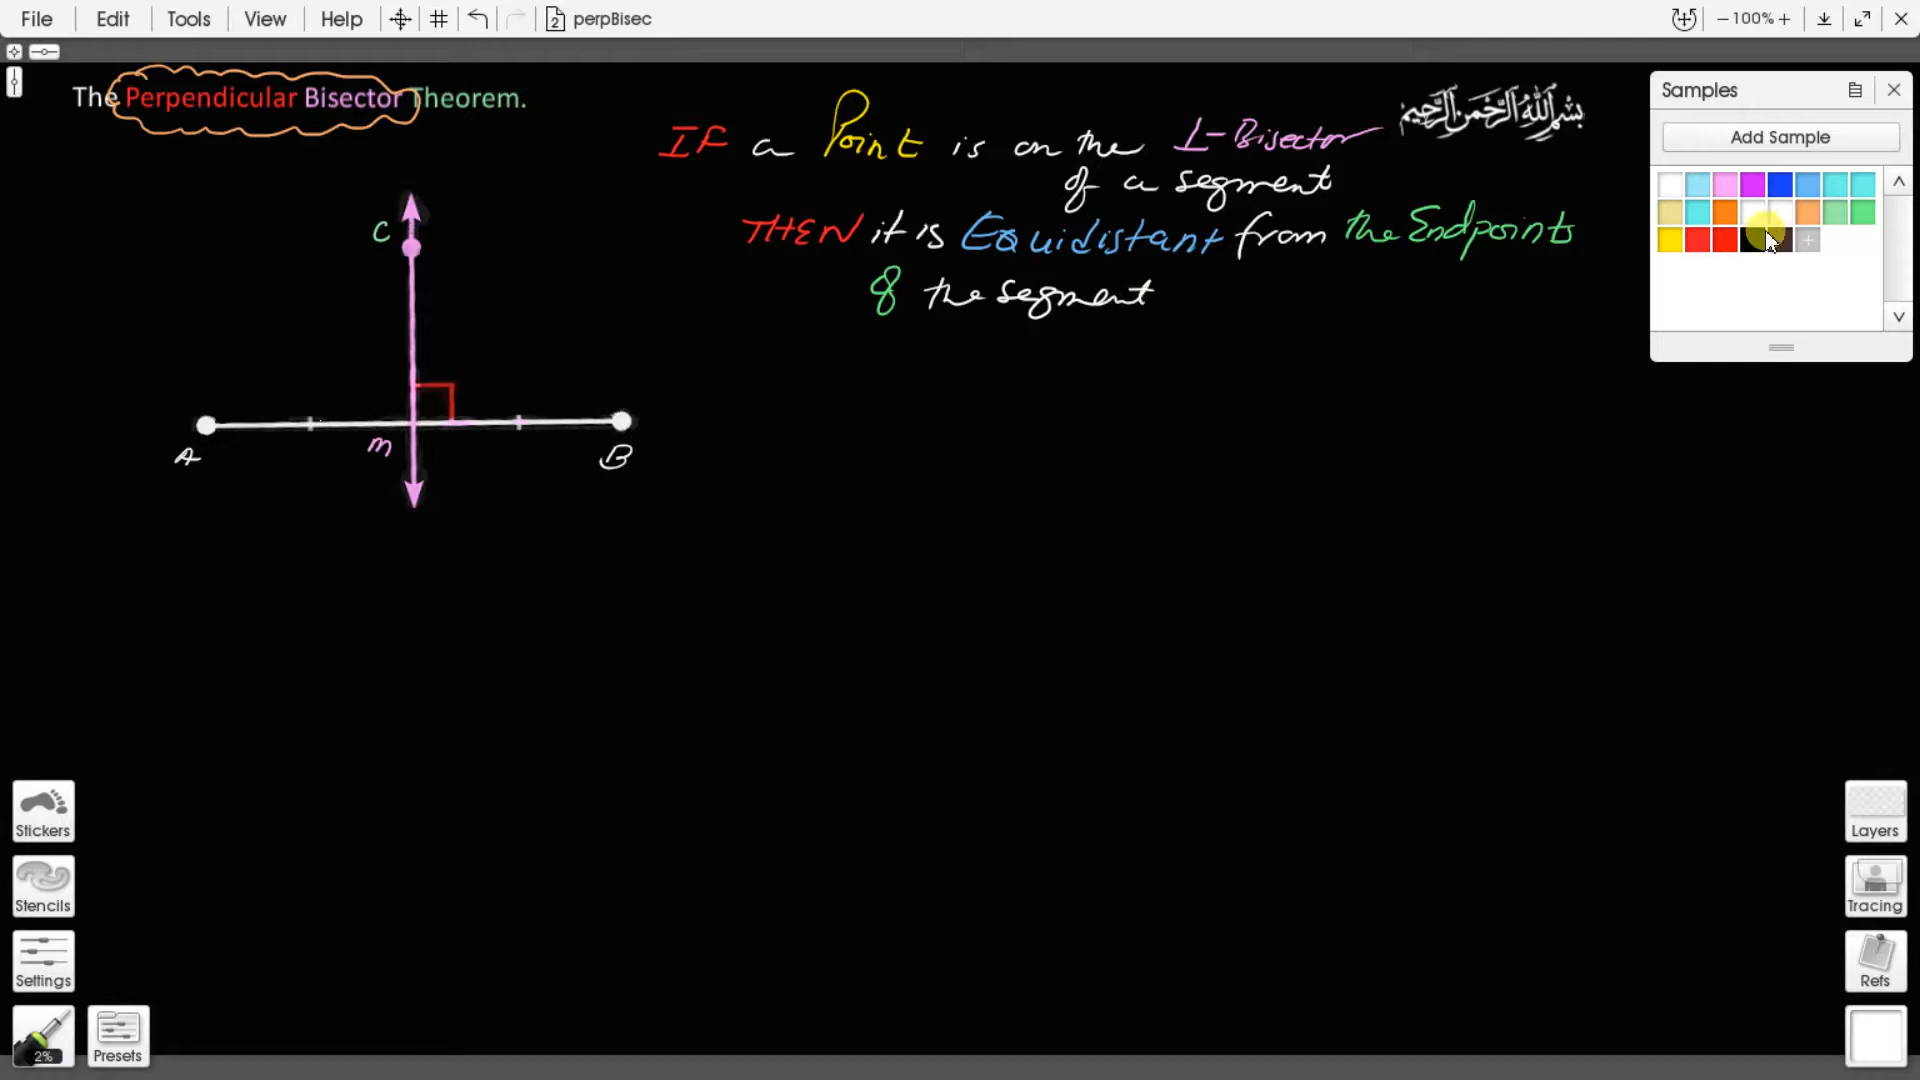 File Edit Tools View Help 2 perpBisec −100%+
Samples
Add Sample
The Perpendicular Bisector Theorem.
بسم الله الرحمن الرحيم
IF a Point is on the ⊥-Bisector
of a segment
THEN it is Equidistant from the Endpoints
of the segment
C
A
m
B
Stickers
Stencils
Settings
2%
Presets
Layers
Tracing
Refs